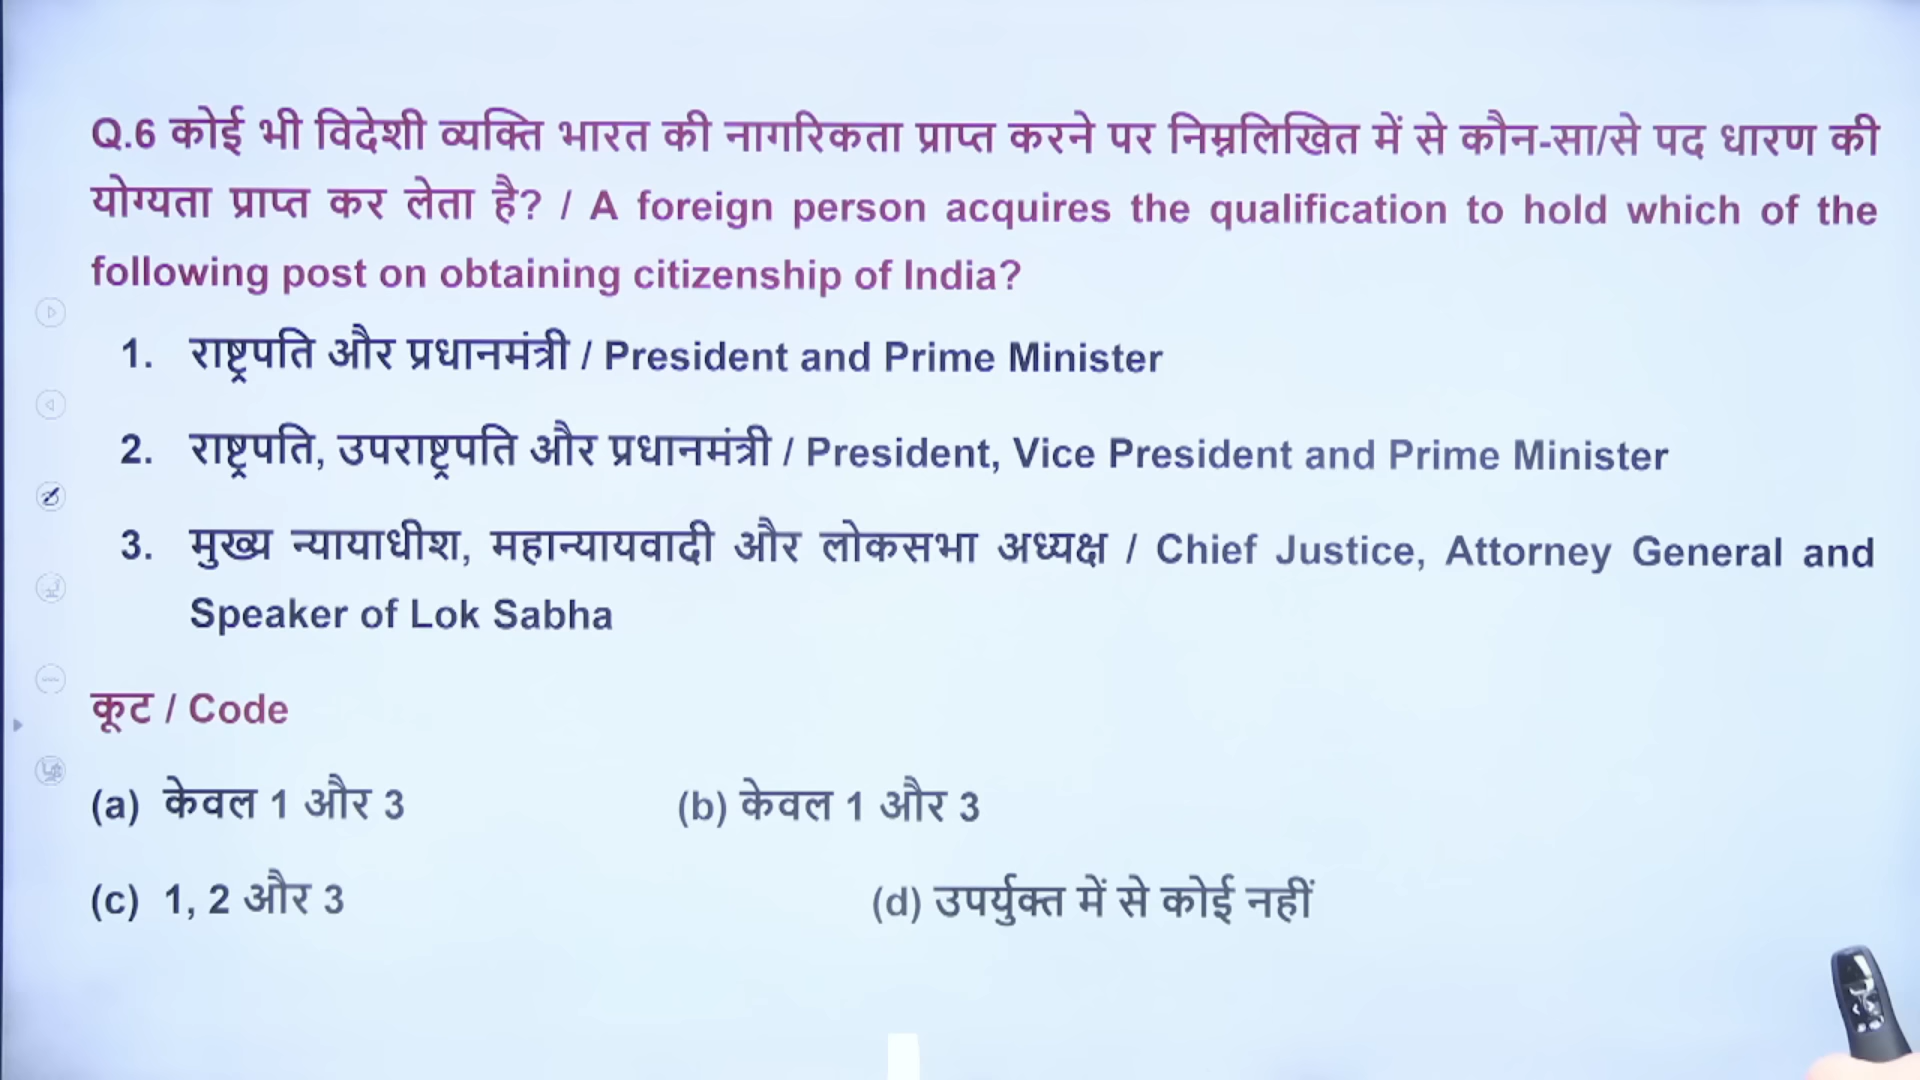 Q.6 कोई भी विदेशी व्यक्ति भारत की नागरिकता प्राप्त करने पर निम्नलिखित में से कौन-सा/से पद धारण की
योग्यता प्राप्त कर लेता है? / A foreign person acquires the qualification to hold which of the
following post on obtaining citizenship of India?
1. राष्ट्रपति और प्रधानमंत्री / President and Prime Minister
2. राष्ट्रपति, उपराष्ट्रपति और प्रधानमंत्री / President, Vice President and Prime Minister
3. मुख्य न्यायाधीश, महान्यायवादी और लोकसभा अध्यक्ष / Chief Justice, Attorney General and
Speaker of Lok Sabha
कूट / Code
(a) केवल 1 और 3 (b) केवल 1 और 3
(c) 1, 2 और 3 (d) उपर्युक्त में से कोई नहीं